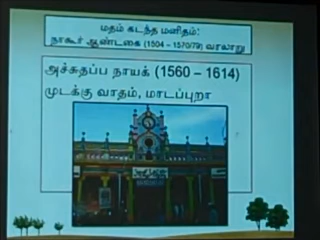 மதம் கடந்த மனிதம்:
நாகூர் ஆண்டகை (1504 – 1570/79) வரலாறு
அச்சுதப்ப நாயக் (1560 – 1614)
முடக்கு வாதம், மாடப்புறா